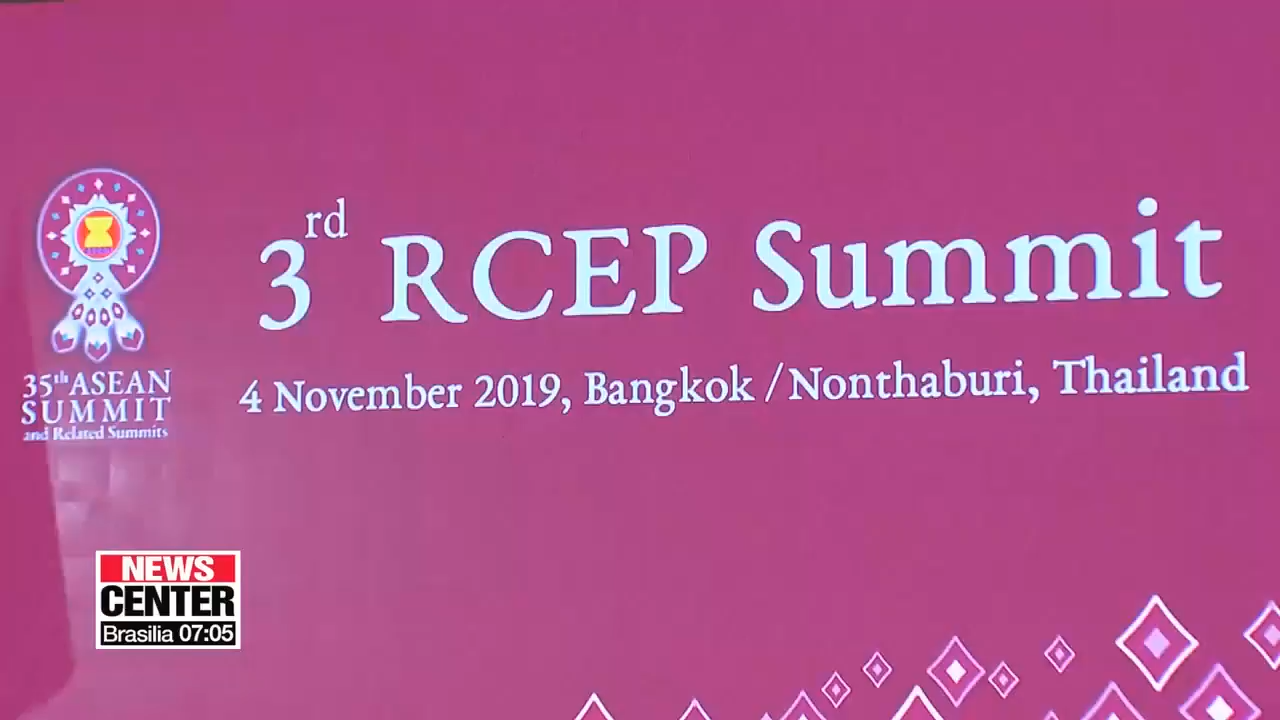 3rd RCEP Summit
4 November 2019, Bangkok / Nonthaburi, Thailand
35th ASEAN
SUMMIT
and Related Summits
NEWS
CENTER
Brasilia 07:05